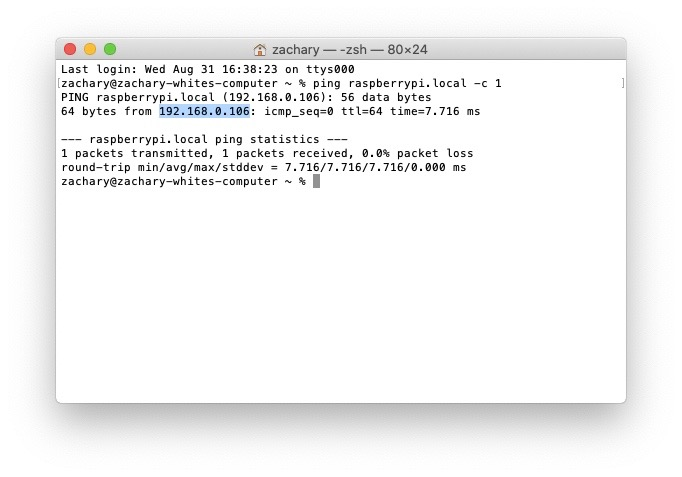 zachary — -zsh — 80×24
Last login: Wed Aug 31 16:38:23 on ttys000
[zachary@zachary-whites-computer ~ % ping raspberrypi.local -c 1 ]
PING raspberrypi.local (192.168.0.106): 56 data bytes
64 bytes from 192.168.0.106: icmp_seq=0 ttl=64 time=7.716 ms
--- raspberrypi.local ping statistics ---
1 packets transmitted, 1 packets received, 0.0% packet loss
round-trip min/avg/max/stddev = 7.716/7.716/7.716/0.000 ms
zachary@zachary-whites-computer ~ %